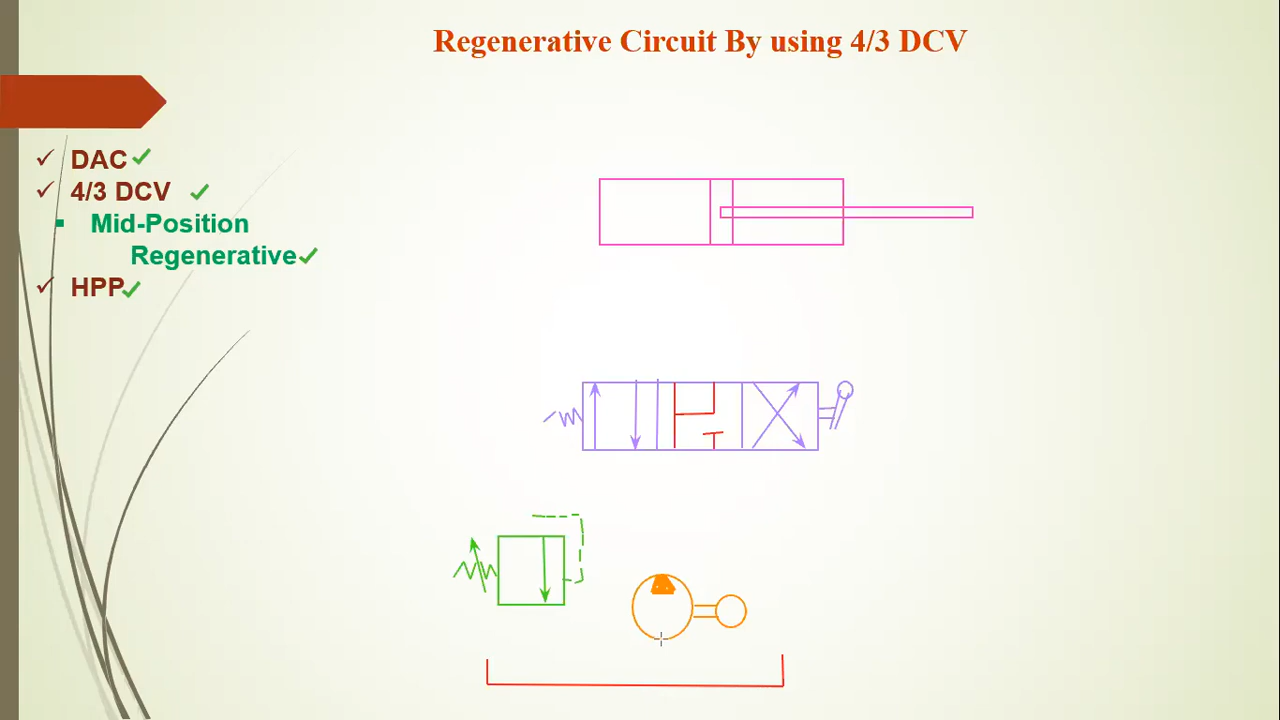 Regenerative Circuit By using 4/3 DCV
DAC
4/3 DCV
Mid-Position
Regenerative
HPP